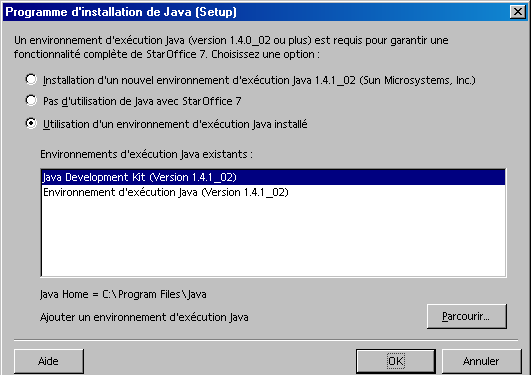 Programme d'installation de Java (Setup)
Un environnement d'exécution Java (version 1.4.0_02 ou plus) est requis pour garantir une
fonctionnalité complète de StarOffice 7. Choisissez une option :
Installation d'un nouvel environnement d'exécution Java 1.4.1_02 (Sun Microsystems, Inc.)
Pas d'utilisation de Java avec StarOffice 7
Utilisation d'un environnement d'exécution Java installé
Environnements d'exécution Java existants :
Java Development Kit (Version 1.4.1_02)
Environnement d'exécution Java (Version 1.4.1_02)
Java Home = C:\Program Files\Java
Ajouter un environnement d'exécution Java
Parcourir...
Aide
OK
Annuler